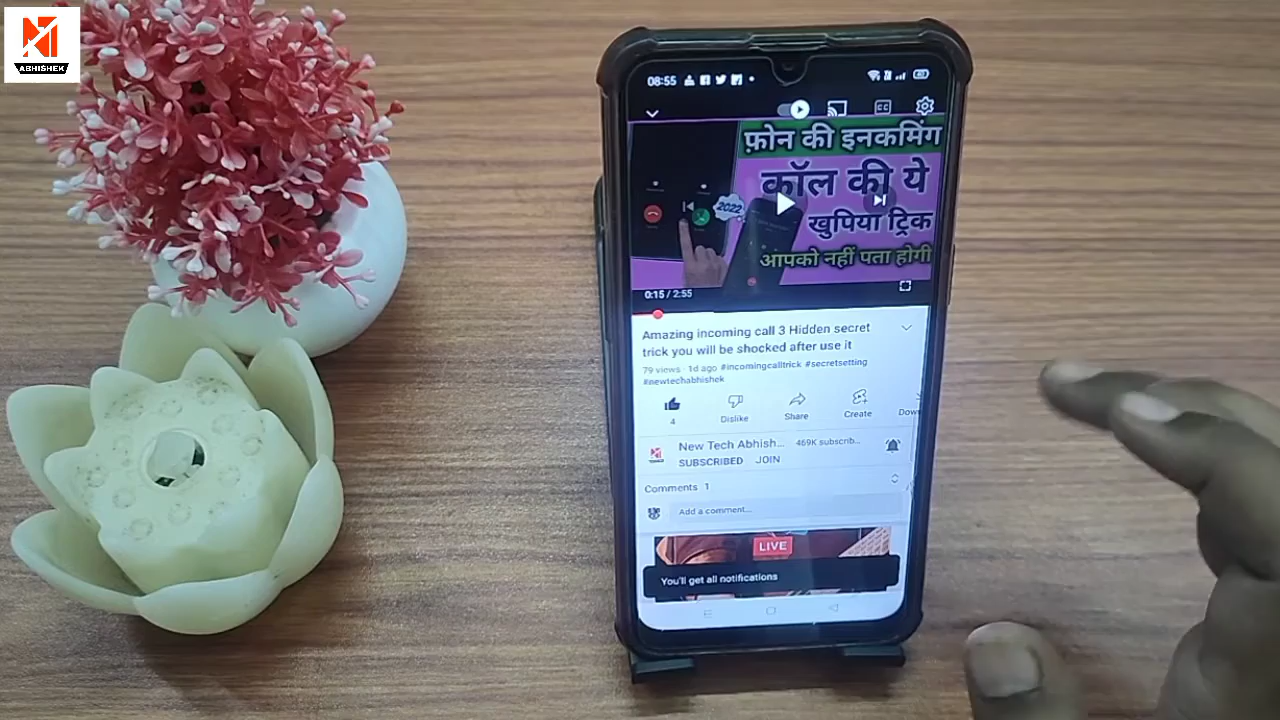 ABHISHEK
08:55
CC
फ़ोन की इनकमिंग
कॉल की ये
2022
खुपिया ट्रिक
आपको नहीं पता होगी
0:15 / 2:55
Amazing incoming call 3 Hidden secret
trick you will be shocked after use it
79 views · 1d ago #incomingcalltrick #secretsetting
#newtechabhishek
4
Dislike
Share
Create
Down
New Tech Abhish... 469K subscrib...
SUBSCRIBED JOIN
Comments 1
Add a comment...
LIVE
You'll get all notifications